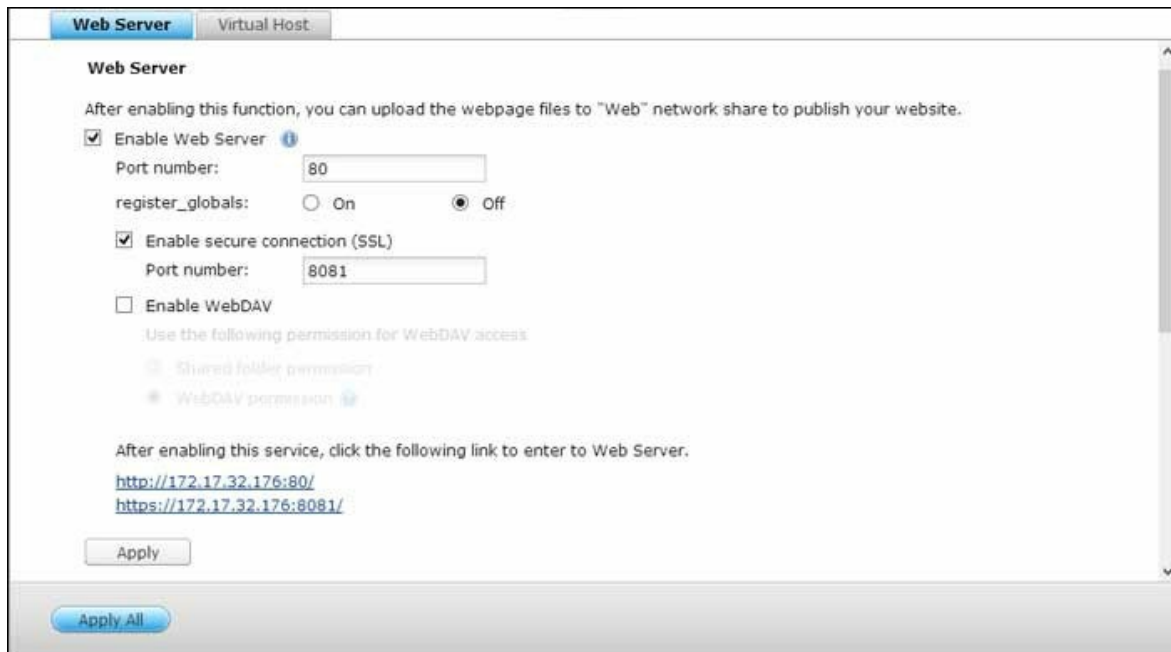 Web Server
Virtual Host
Web Server
After enabling this function, you can upload the webpage files to "Web" network share to publish your website.
Enable Web Server
Port number: 80
register_globals: On Off
Enable secure connection (SSL)
Port number: 8081
Enable WebDAV
Use the following permission for WebDAV access
Shared folder permission
WebDAV permission
After enabling this service, click the following link to enter to Web Server.
http://172.17.32.176:80/
https://172.17.32.176:8081/
Apply
Apply All